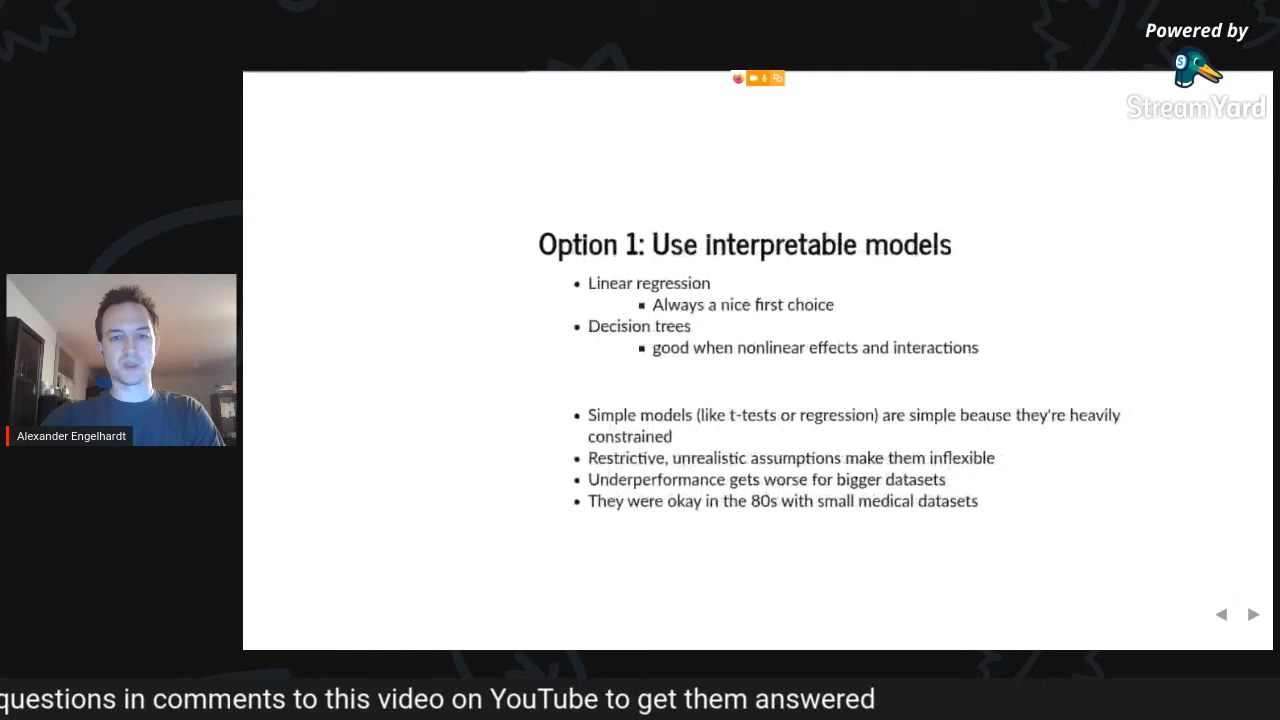 Powered by
StreamYard
Option 1: Use interpretable models
• Linear regression
▪ Always a nice first choice
• Decision trees
▪ good when nonlinear effects and interactions
• Simple models (like t-tests or regression) are simple beause they're heavily
constrained
• Restrictive, unrealistic assumptions make them inflexible
• Underperformance gets worse for bigger datasets
• They were okay in the 80s with small medical datasets
Alexander Engelhardt
questions in comments to this video on YouTube to get them answered